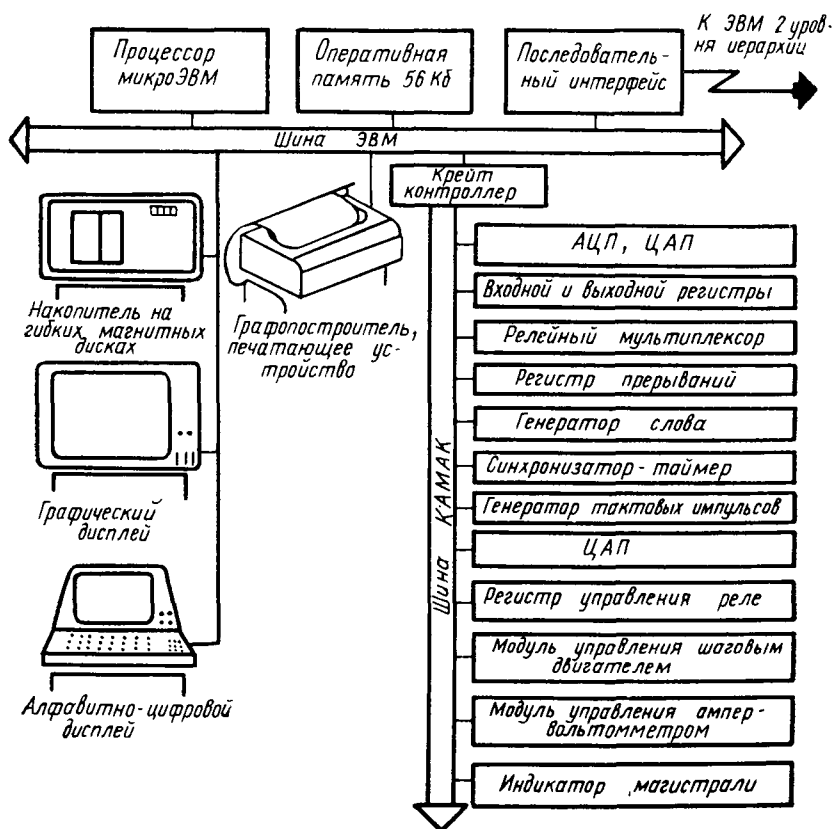 К ЭВМ 2 уров-
ня иерархии
Процессор
микроЭВМ
Оперативная
память 56 Кб
Последователь-
ный интерфейс
Шина ЭВМ
Крейт
контроллер
Накопитель на
гибких магнитных
дисках
Графопостроитель,
печатающее ус-
тройство
Графический
дисплей
Алфавитно-цифровой
дисплей
Шина КАМАК
АЦП, ЦАП
Входной и выходной регистры
Релейный мультиплексор
Регистр прерываний
Генератор слова
Синхронизатор-таймер
Генератор тактовых импульсов
ЦАП
Регистр управления реле
Модуль управления шаговым
двигателем
Модуль управления ампер-
вольтомметром
Индикатор магистрали